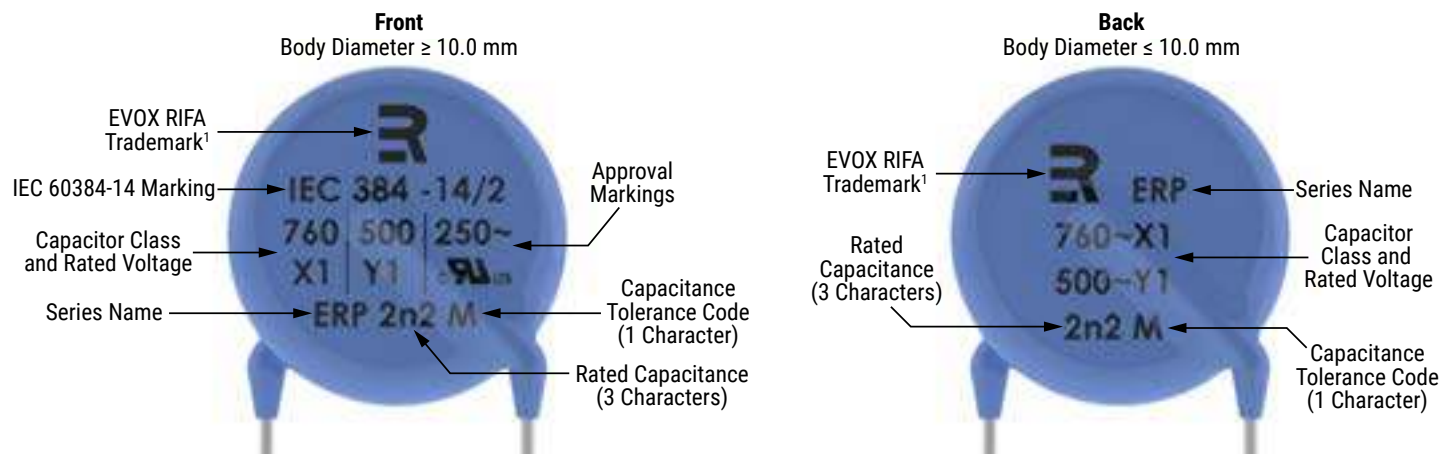 Front
Body Diameter ≥ 10.0 mm
EVOX RIFA
Trademark¹
IEC 60384-14 Marking
Capacitor Class
and Rated Voltage
Series Name
R
IEC 384 -14/2
760 500 250~
X1 Y1 c us
ERP 2n2 M
Approval
Markings
Capacitance
Tolerance Code
(1 Character)
Rated Capacitance
(3 Characters)
Back
Body Diameter ≤ 10.0 mm
EVOX RIFA
Trademark¹
Rated
Capacitance
(3 Characters)
R ERP
760~X1
500~Y1
2n2 M
Series Name
Capacitor
Class and
Rated Voltage
Capacitance
Tolerance Code
(1 Character)